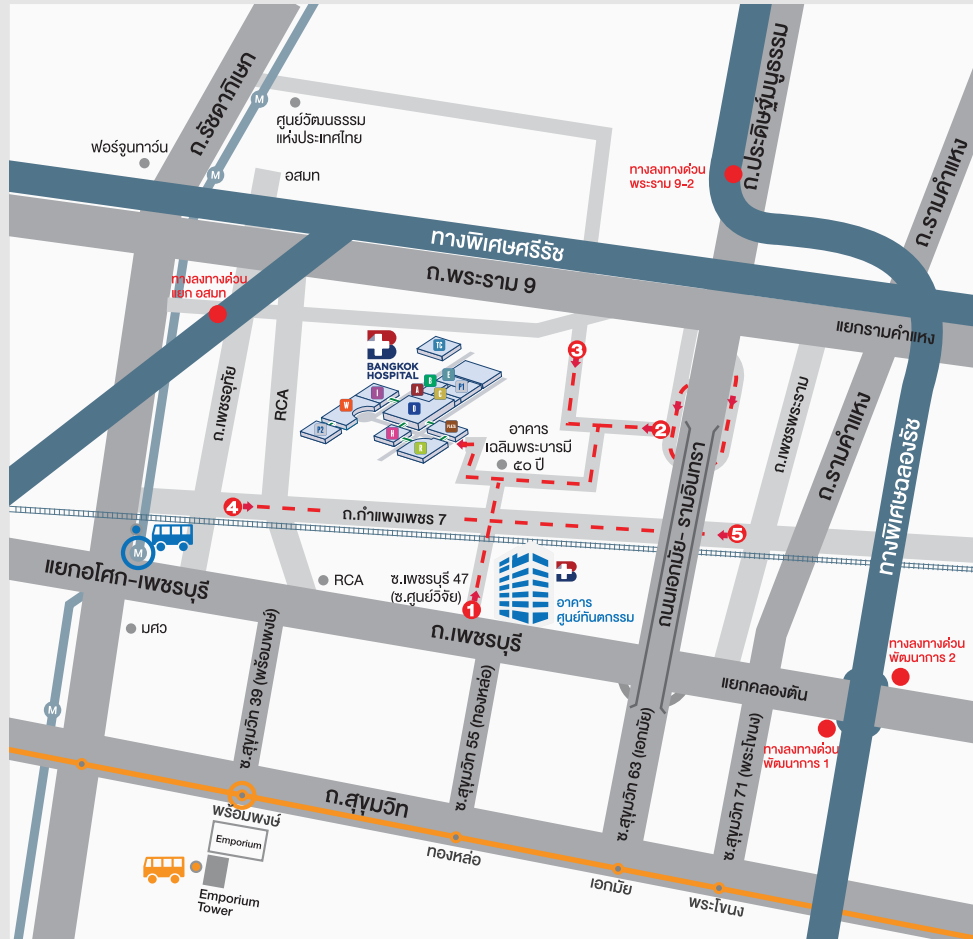 ถ.รัชดาภิเษก
M
ศูนย์วัฒนธรรม
แห่งประเทศไทย
ฟอร์จูนทาว์น
M
อสมท
ถ.ประดิษฐ์มนูธรรม
ทางลงทางด่วน
พระราม 9-2
ถ.รามคำแหง
ทางพิเศษศรีรัช
ถ.พระราม 9
ทางลงทางด่วน
แยก อสมท
แยกรามคำแหง
BANGKOK
HOSPITAL
TC
E
B
A
C
P1
I
W
D
P2
H
PLAZA
R
3
2
ถ.เพชรอุทัย
RCA
อาคาร
เฉลิมพระบารมี
๕๐ ปี
ถ.เพชรพระราม
ถ.รามคำแหง
ถนนเอกมัย- รามอินทรา
ทางพิเศษฉลองรัช
4
ถ.กำแพงเพชร 7
5
M
แยกอโศก-เพชรบุรี
RCA
ซ.เพชรบุรี 47
(ซ.ศูนย์วิจัย)
1
อาคาร
ศูนย์ทันตกรรม
มศว
ถ.เพชรบุรี
ทางลงทางด่วน
พัฒนาการ 2
แยกคลองตัน
M
ซ.สุขุมวิท 39 (พร้อมพงษ์)
ซ.สุขุมวิท 55 (ทองหล่อ)
ซ.สุขุมวิท 63 (เอกมัย)
ซ.สุขุมวิท 71 (พระโขนง)
ทางลงทางด่วน
พัฒนาการ 1
ถ.สุขุมวิท
พร้อมพงษ์
Emporium
ทองหล่อ
เอกมัย
พระโขนง
Emporium
Tower